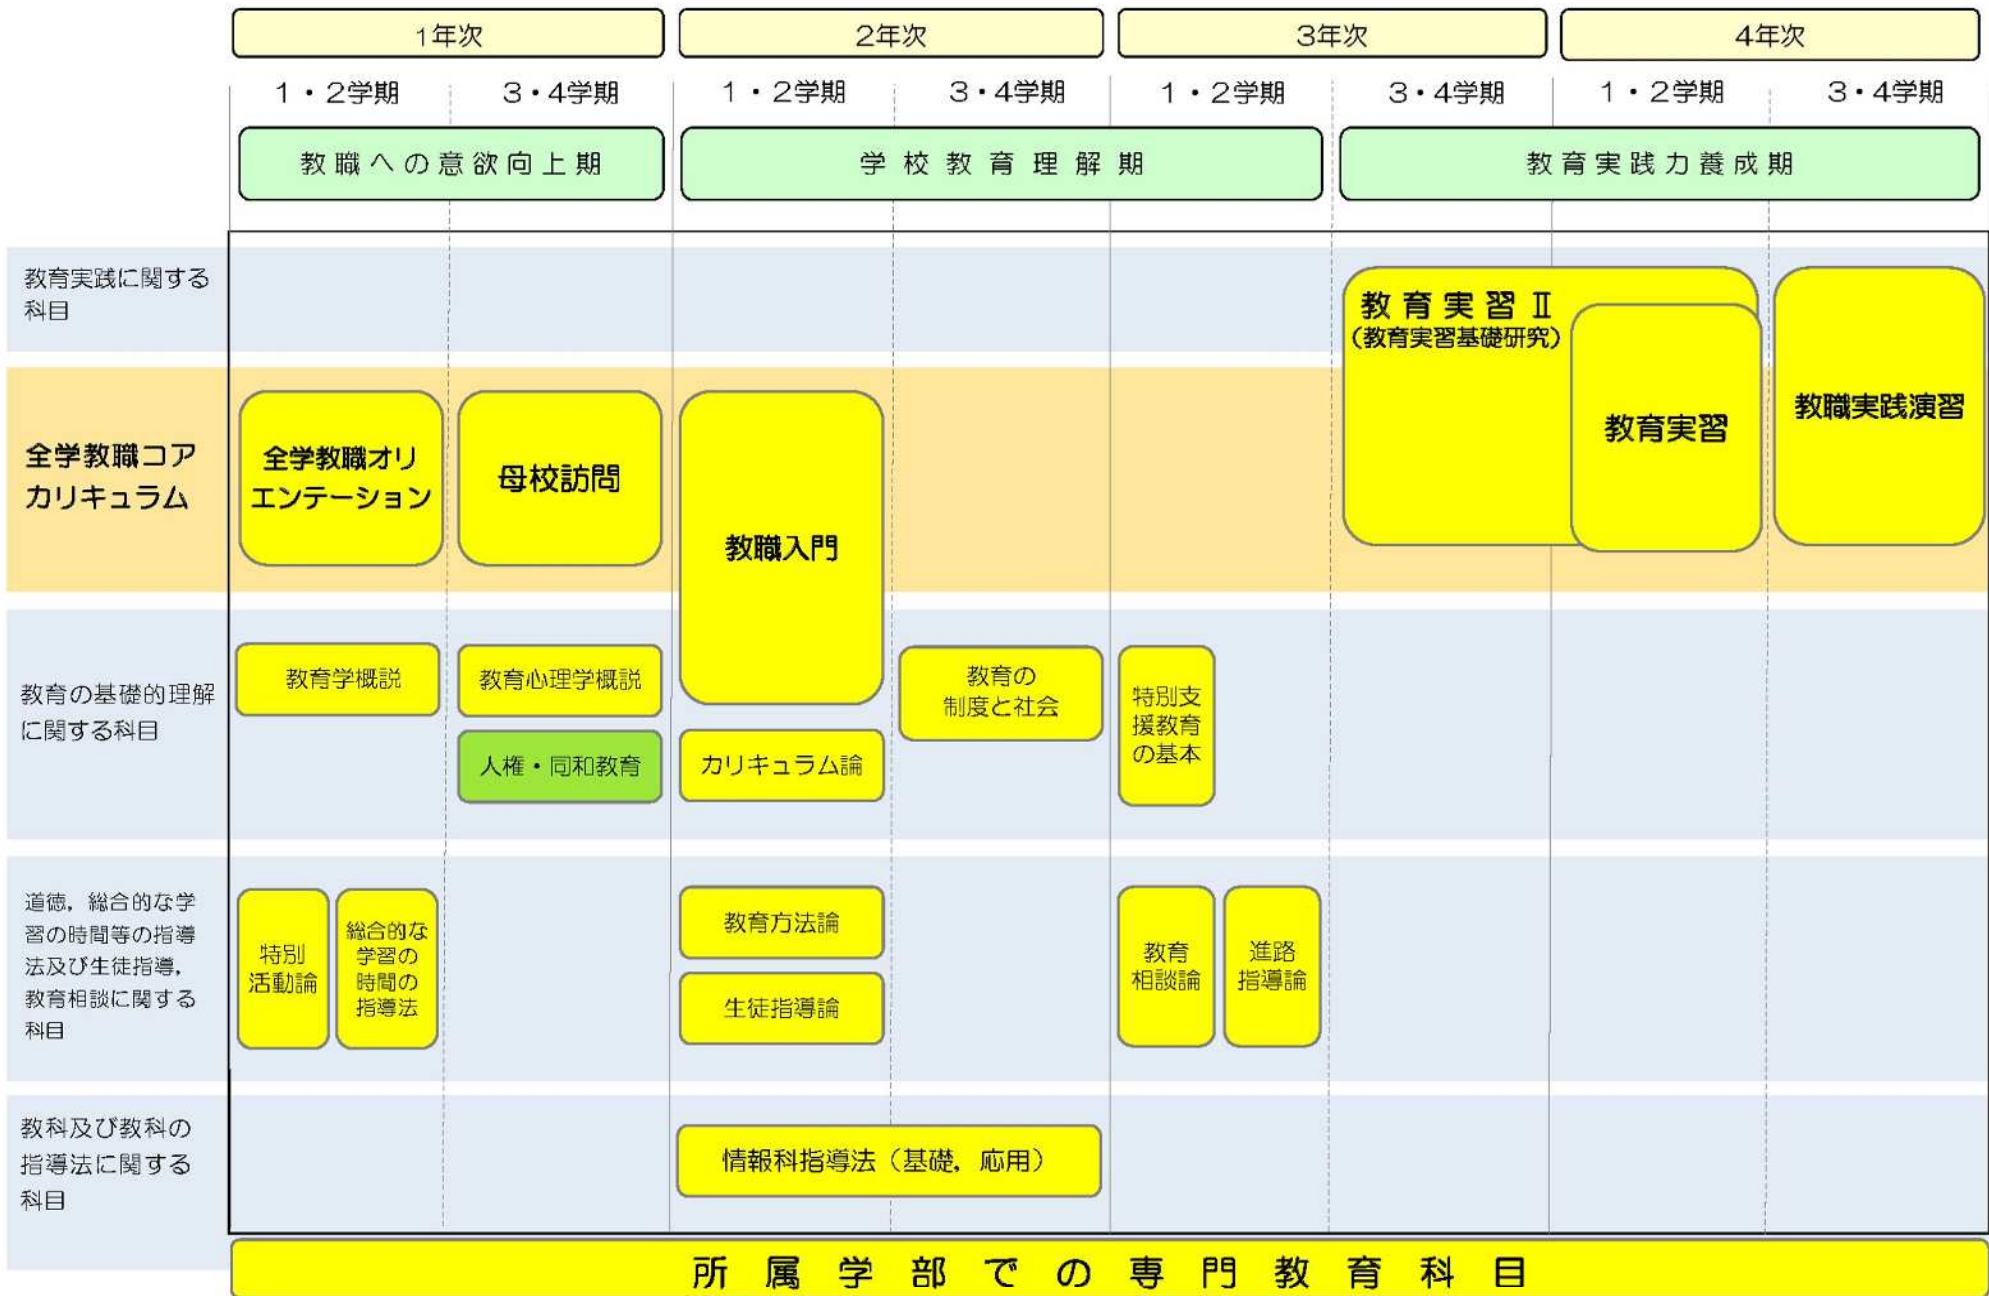 1年次
2年次
3年次
4年次
1・2学期
3・4学期
1・2学期
3・4学期
1・2学期
3・4学期
1・2学期
3・4学期
教職への意欲向上期
学校教育理解期
教育実践力養成期
教育実践に関する
科目
教育実習Ⅱ
（教育実習基礎研究）
教育実習
教職実践演習
全学教職コア
カリキュラム
全学教職オリ
エンテーション
母校訪問
教職入門
教育の基礎的理解
に関する科目
教育学概説
教育心理学概説
人権・同和教育
カリキュラム論
教育の
制度と社会
特別支
援教育
の基本
道徳，総合的な学
習の時間等の指導
法及び生徒指導，
教育相談に関する
科目
特別
活動論
総合的な
学習の
時間の
指導法
教育方法論
生徒指導論
教育
相談論
進路
指導論
教科及び教科の
指導法に関する
科目
情報科指導法（基礎，応用）
所属学部での専門教育科目